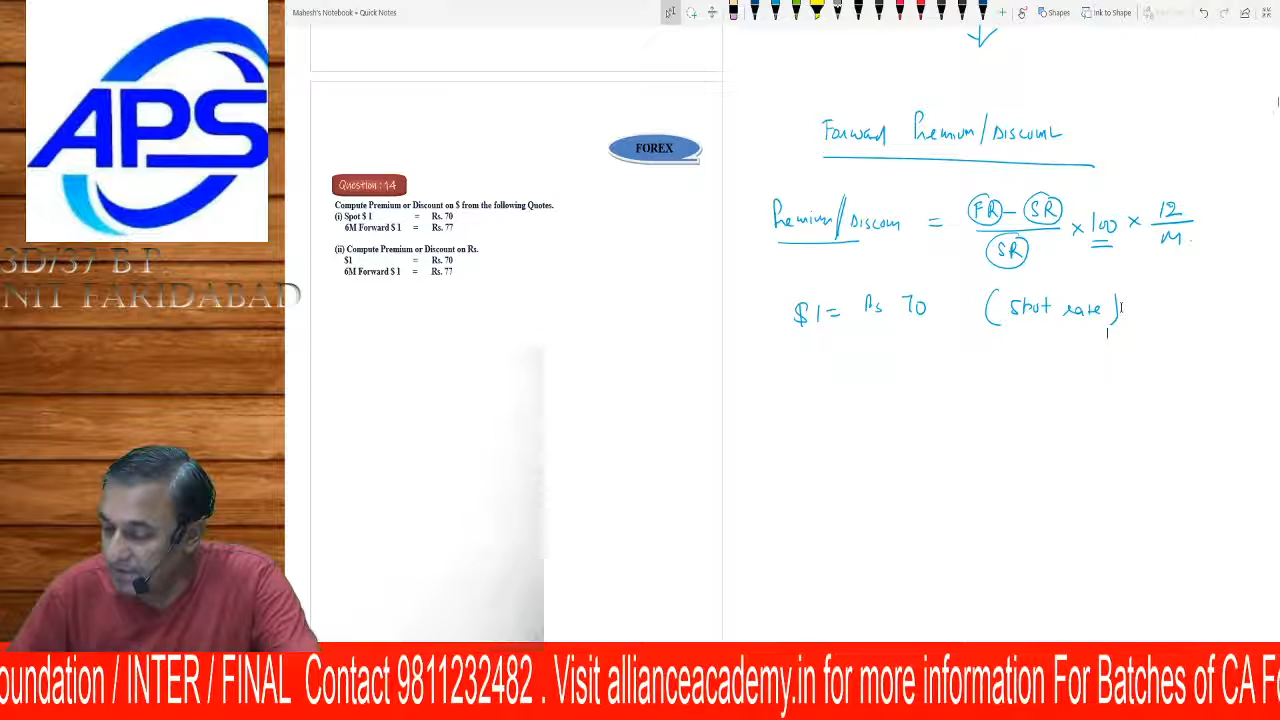 Mahesh's Notebook • Quick Notes
Shapes
Ink to Shape
APS
3D/37 B.P.
NIT FARIDABAD
FOREX
Question : 14
Compute Premium or Discount on $ from the following Quotes.
(i) Spot $ 1 = Rs. 70
6M Forward $ 1 = Rs. 77
(ii) Compute Premium or Discount on Rs.
$1 = Rs. 70
6M Forward $ 1 = Rs. 77
Forward Premium/Discount
Premium/Discoun = FR - SR / SR × 100 × 12 / M.
$ 1 = Rs 70 (Spot rate)
oundation / INTER / FINAL Contact 9811232482 . Visit allianceacademy.in for more information For Batches of CA Fo